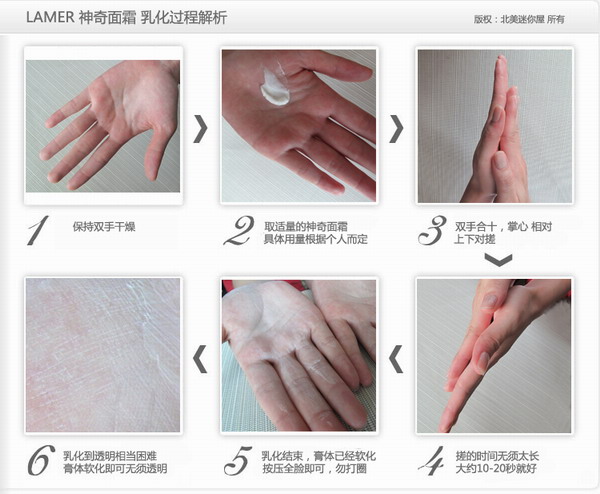 LAMER 神奇面霜 乳化过程解析
版权：北美迷你屋 所有
1 保持双手干燥
2 取适量的神奇面霜
具体用量根据个人而定
3 双手合十，掌心 相对
上下对搓
4 搓的时间无须太长
大约10-20秒就好
5 乳化结束，膏体已经软化
按压全脸即可，勿打圈
6 乳化到透明相当困难
膏体软化即可无须透明